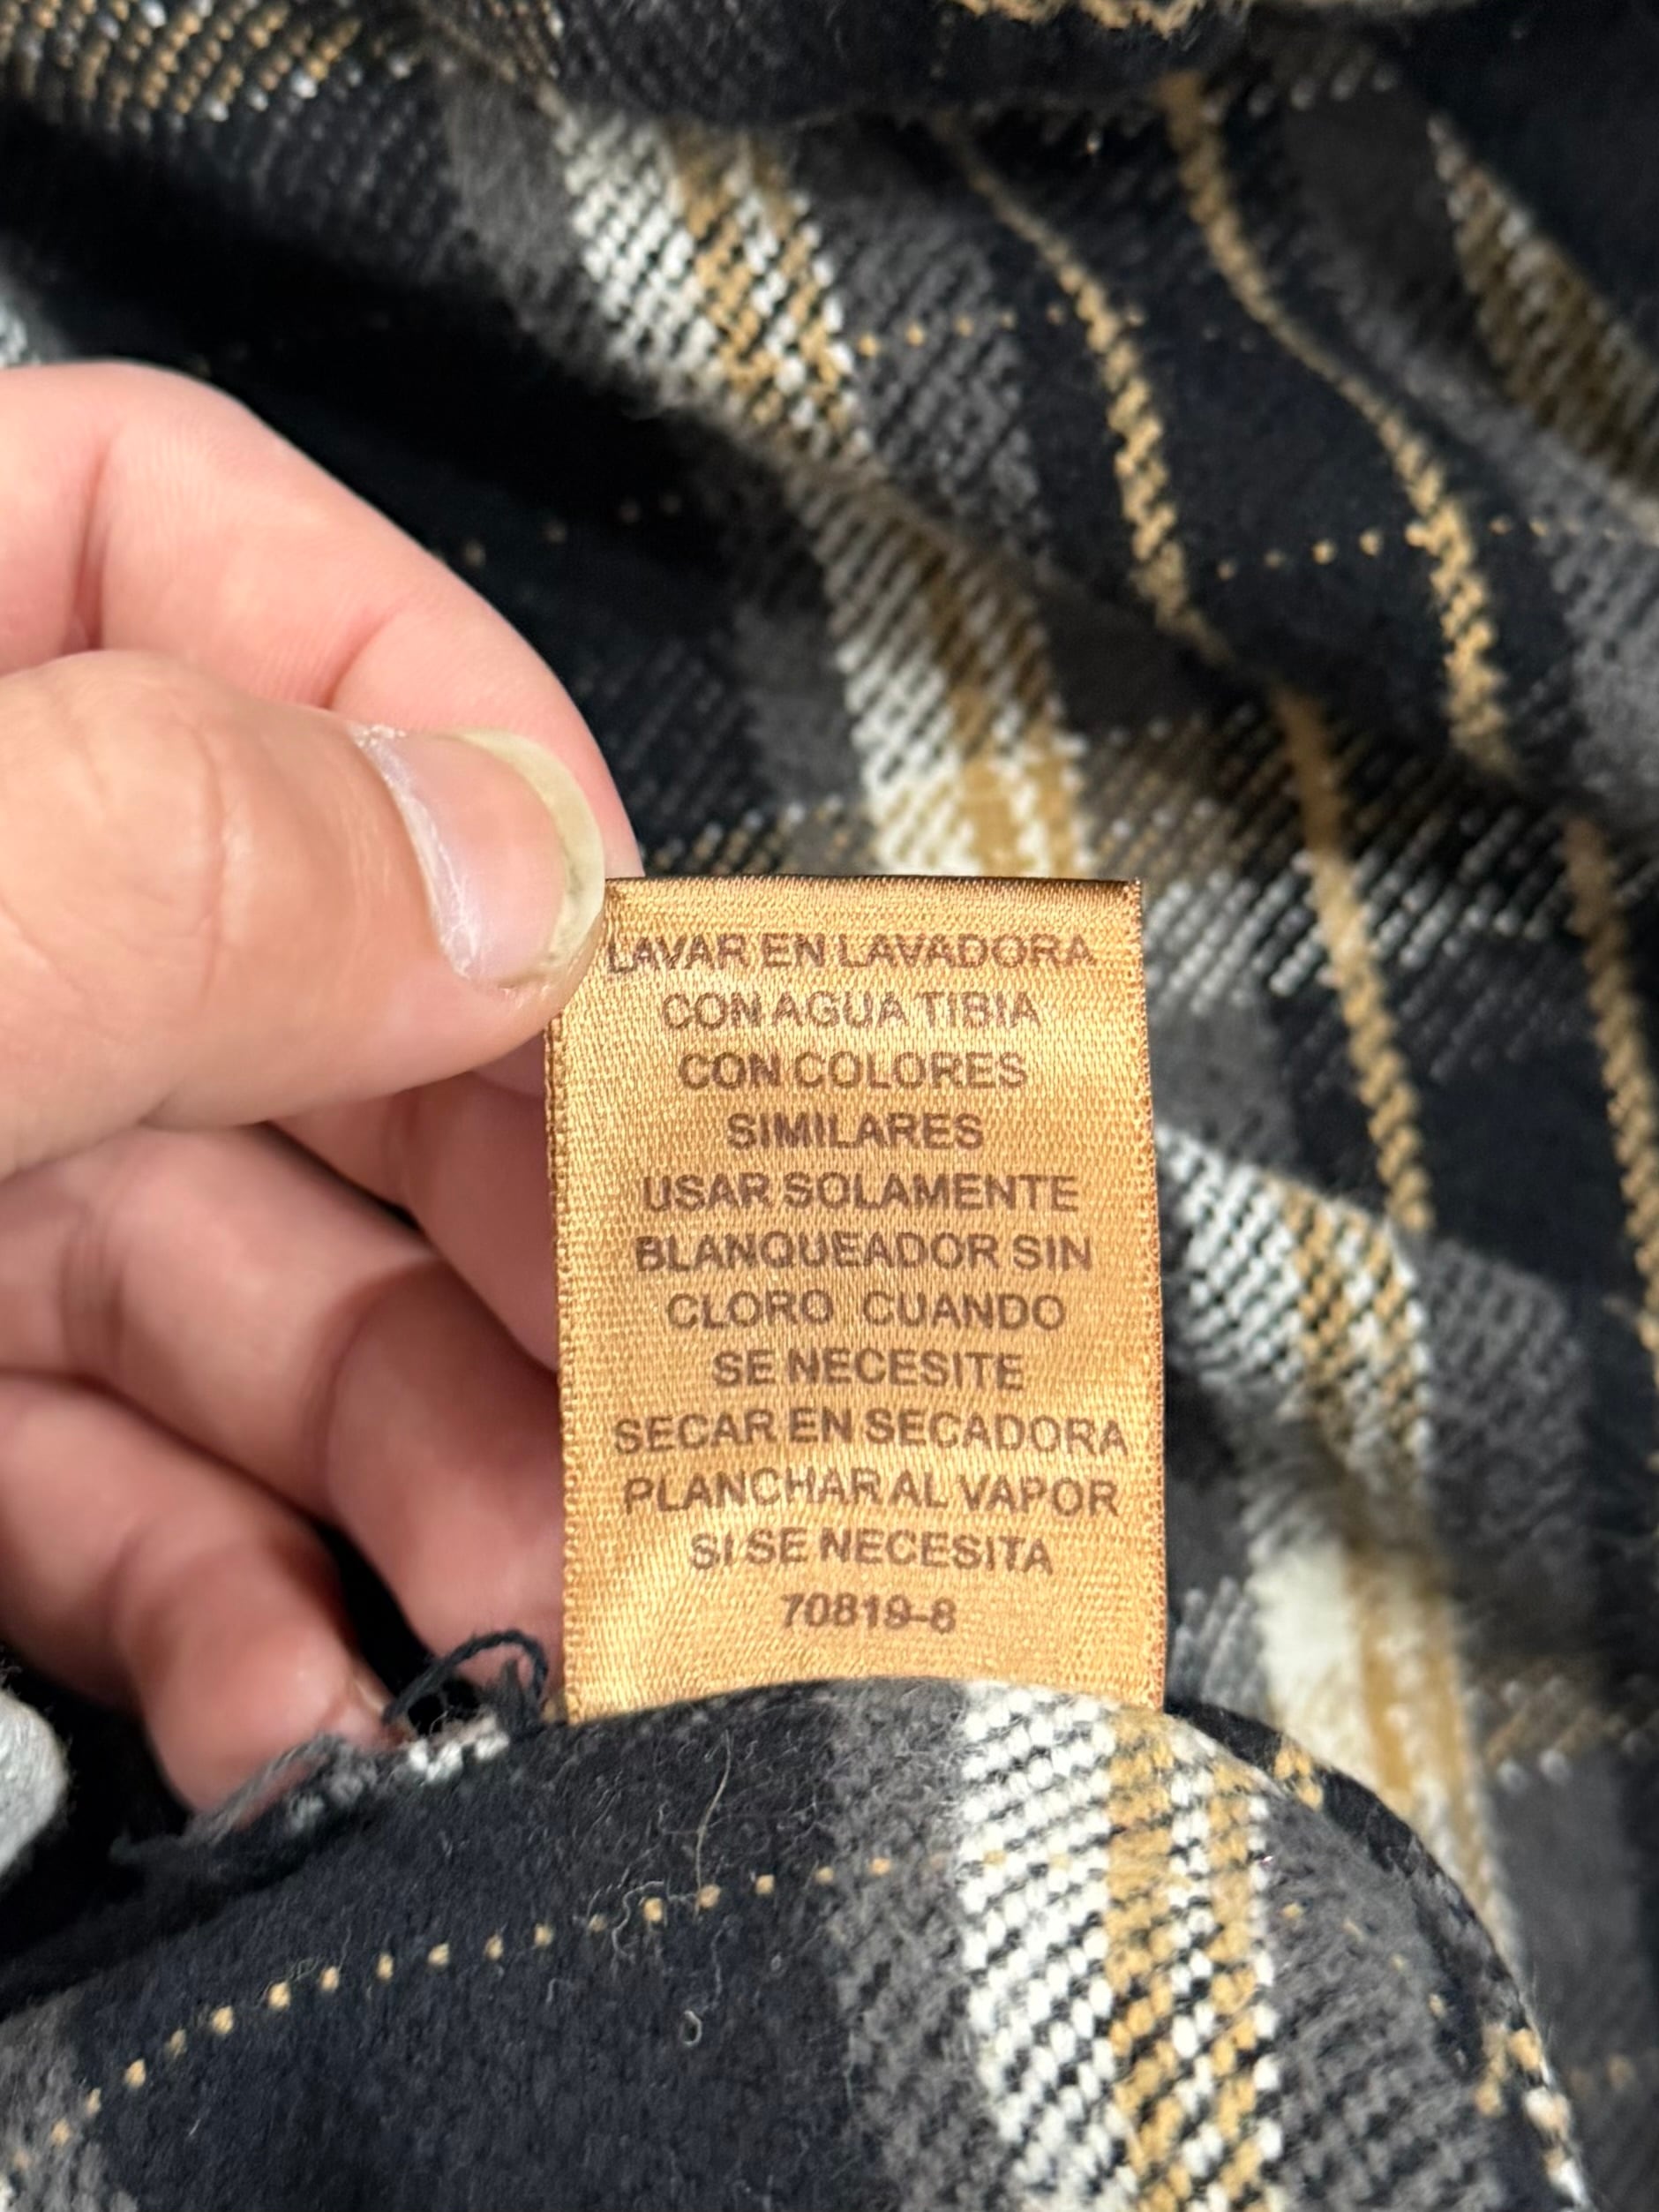 LAVAR EN LAVADORA
CON AGUA TIBIA
CON COLORES
SIMILARES
USAR SOLAMENTE
BLANQUEADOR SIN
CLORO CUANDO
SE NECESITE
SECAR EN SECADORA
PLANCHAR AL VAPOR
SI SE NECESITA
70819-8